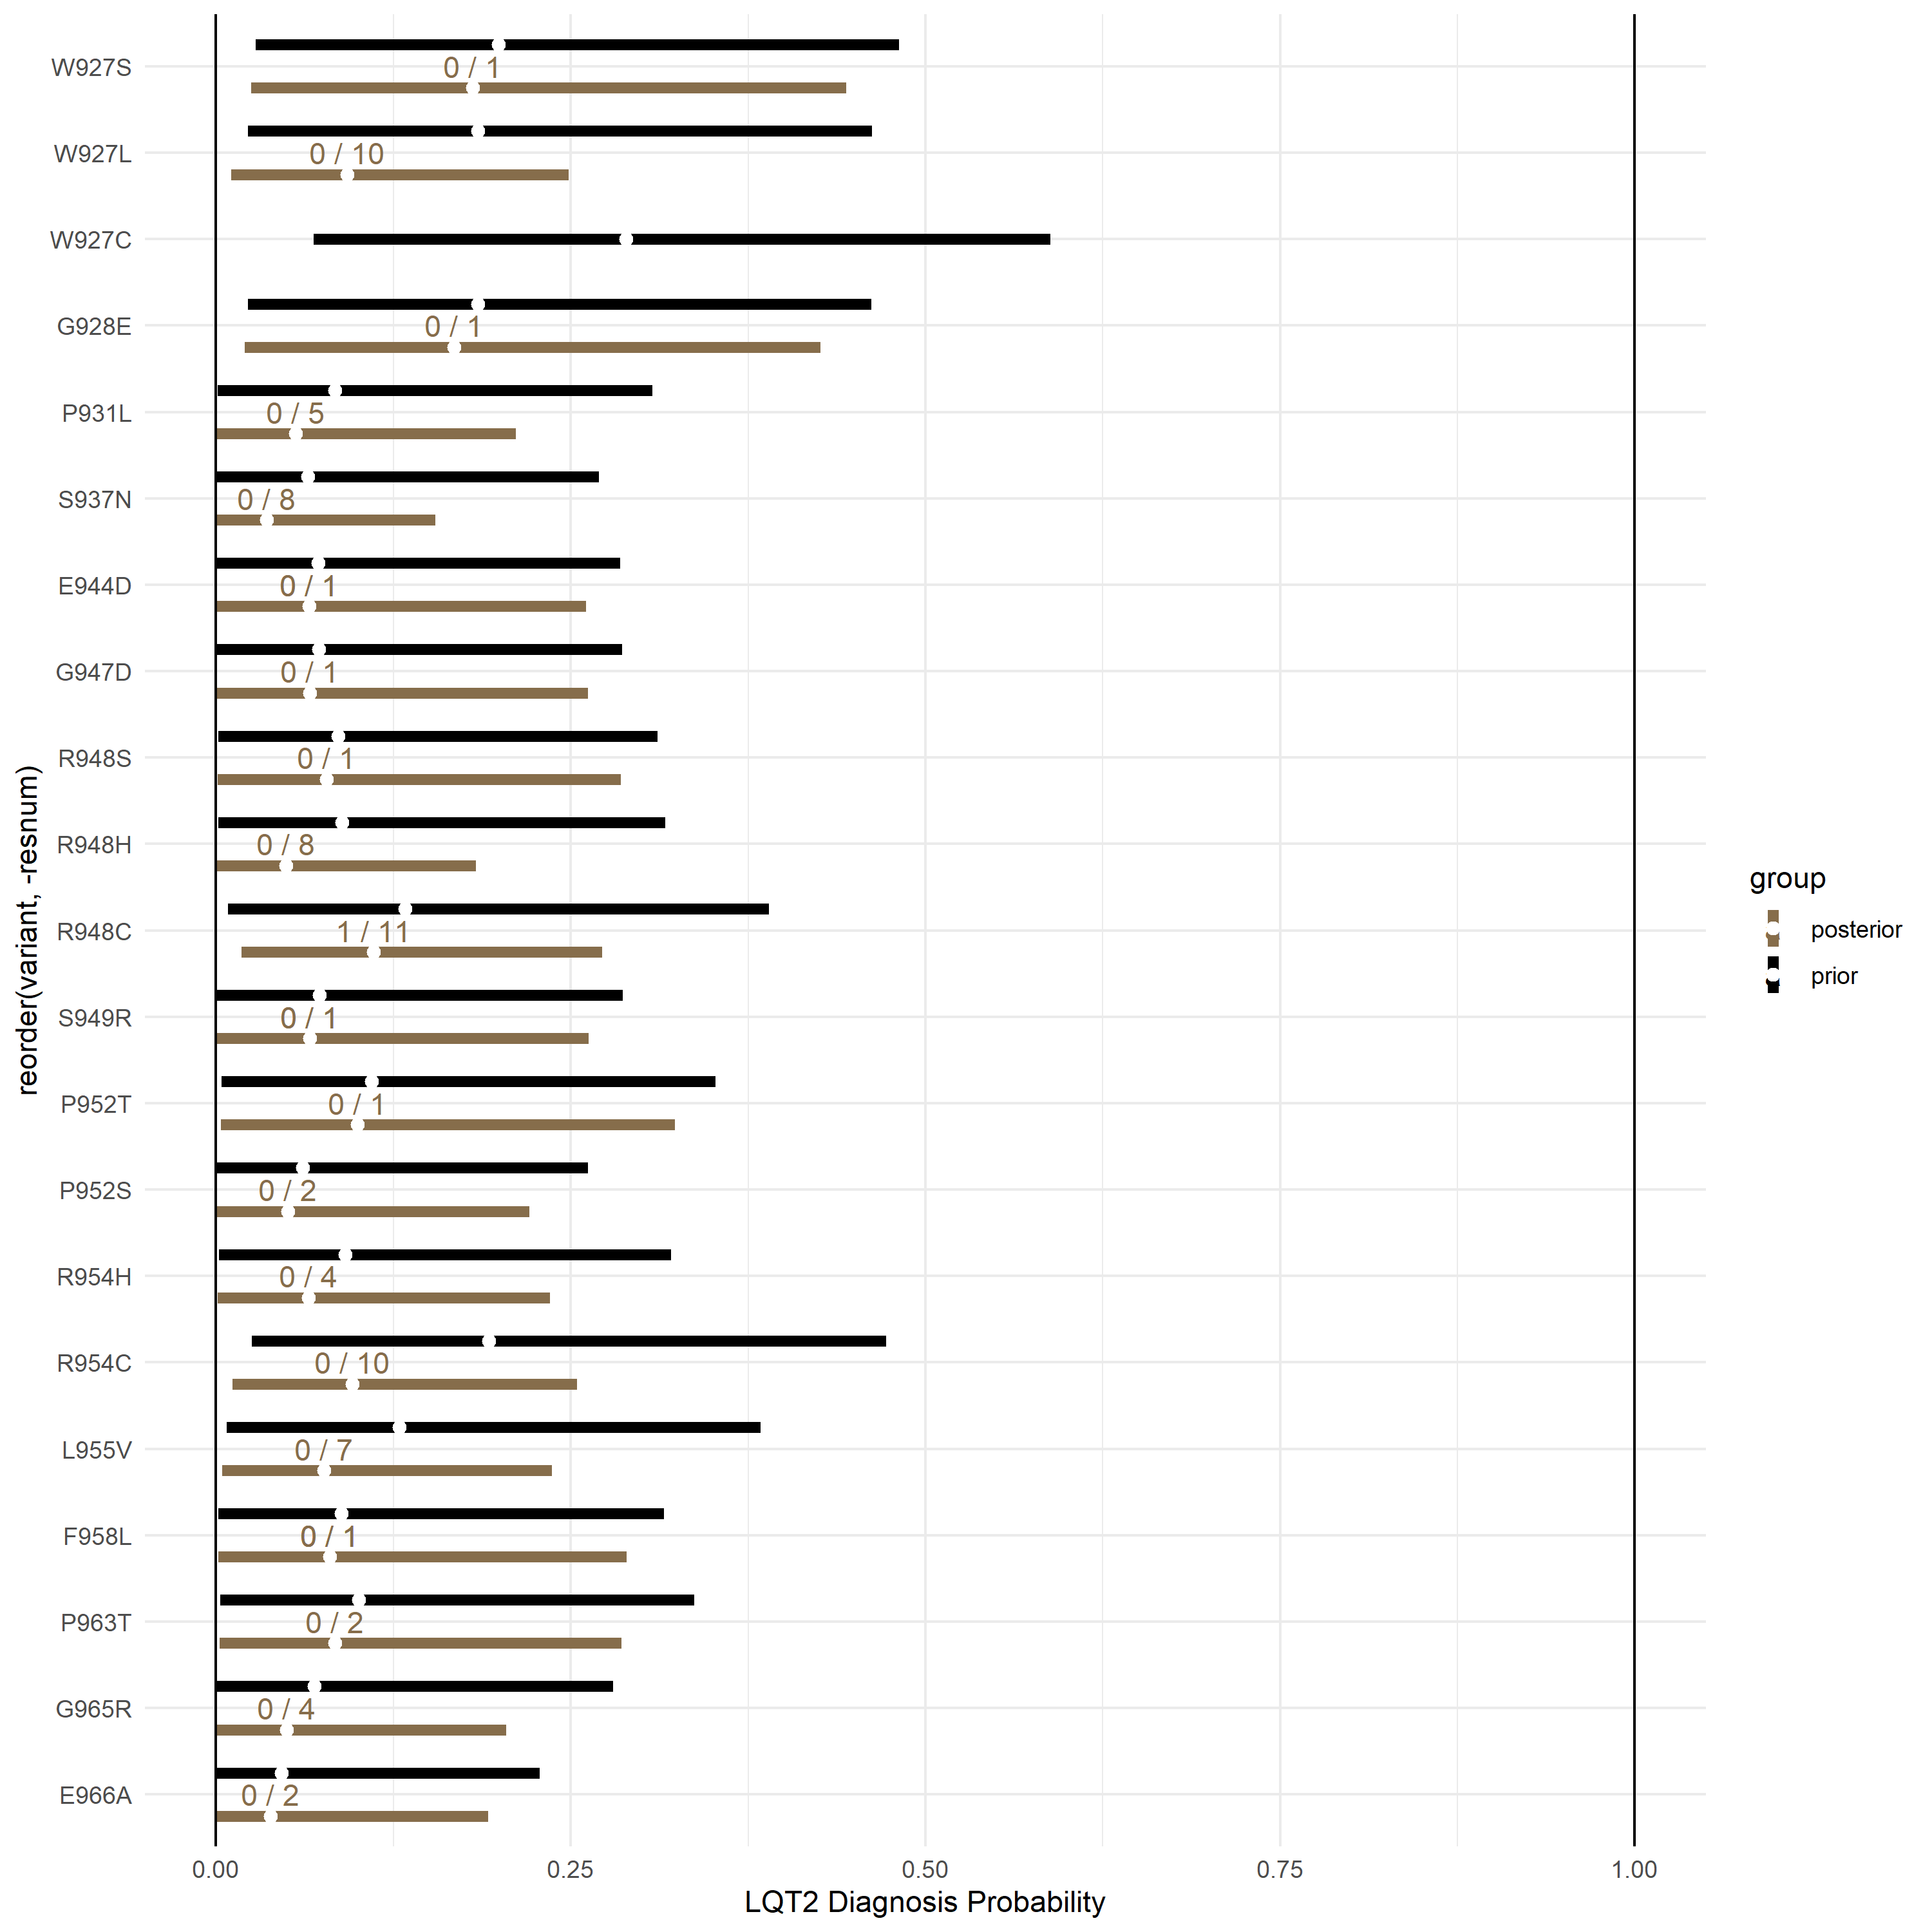 W927S
0 / 1
W927L
0 / 10
W927C
G928E
0 / 1
P931L
0 / 5
S937N
0 / 8
E944D
0 / 1
G947D
0 / 1
R948S
0 / 1
R948H
0 / 8
R948C
1 / 11
S949R
0 / 1
P952T
0 / 1
P952S
0 / 2
R954H
0 / 4
R954C
0 / 10
L955V
0 / 7
F958L
0 / 1
P963T
0 / 2
G965R
0 / 4
E966A
0 / 2
reorder(variant, -resnum)
0.00 0.25 0.50 0.75 1.00
LQT2 Diagnosis Probability
group
posterior
prior